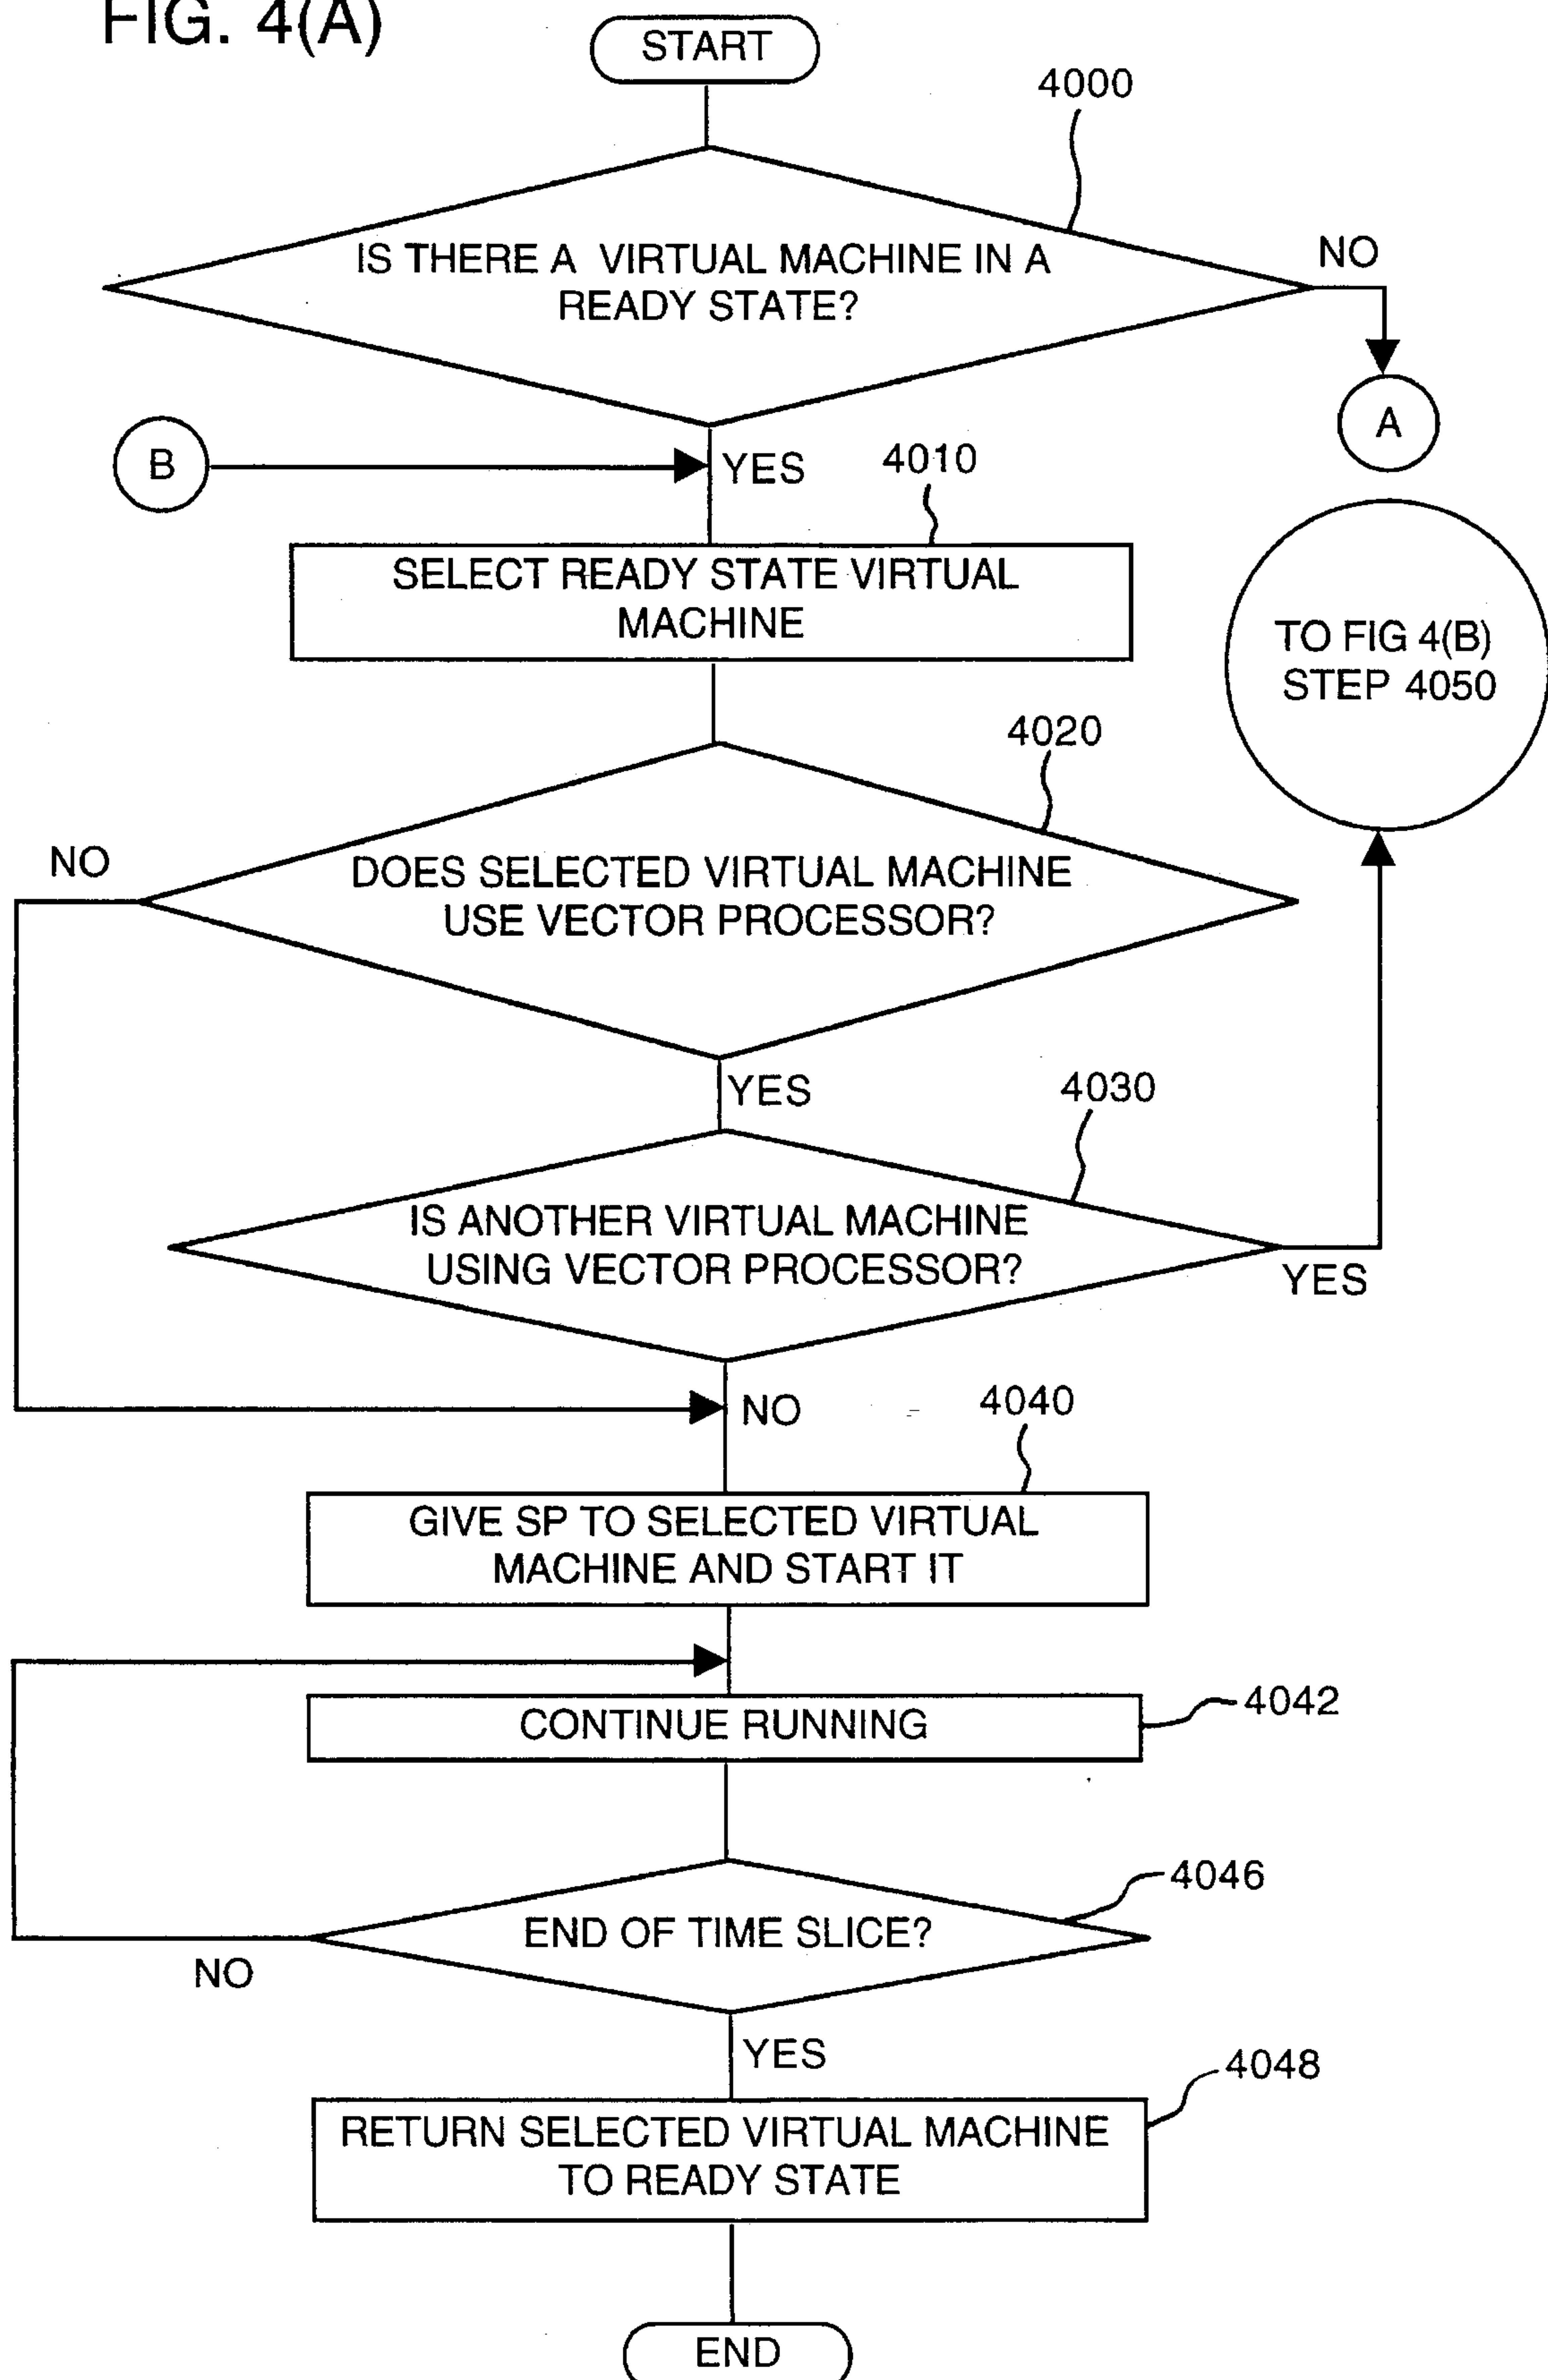 FIG. 4(A)
START
4000
IS THERE A VIRTUAL MACHINE IN A
READY STATE?
NO
A
B
YES
4010
SELECT READY STATE VIRTUAL
MACHINE
TO FIG 4(B)
STEP 4050
4020
NO
DOES SELECTED VIRTUAL MACHINE
USE VECTOR PROCESSOR?
YES
4030
IS ANOTHER VIRTUAL MACHINE
USING VECTOR PROCESSOR?
YES
NO
4040
GIVE SP TO SELECTED VIRTUAL
MACHINE AND START IT
CONTINUE RUNNING
4042
4046
END OF TIME SLICE?
NO
YES
4048
RETURN SELECTED VIRTUAL MACHINE
TO READY STATE
END